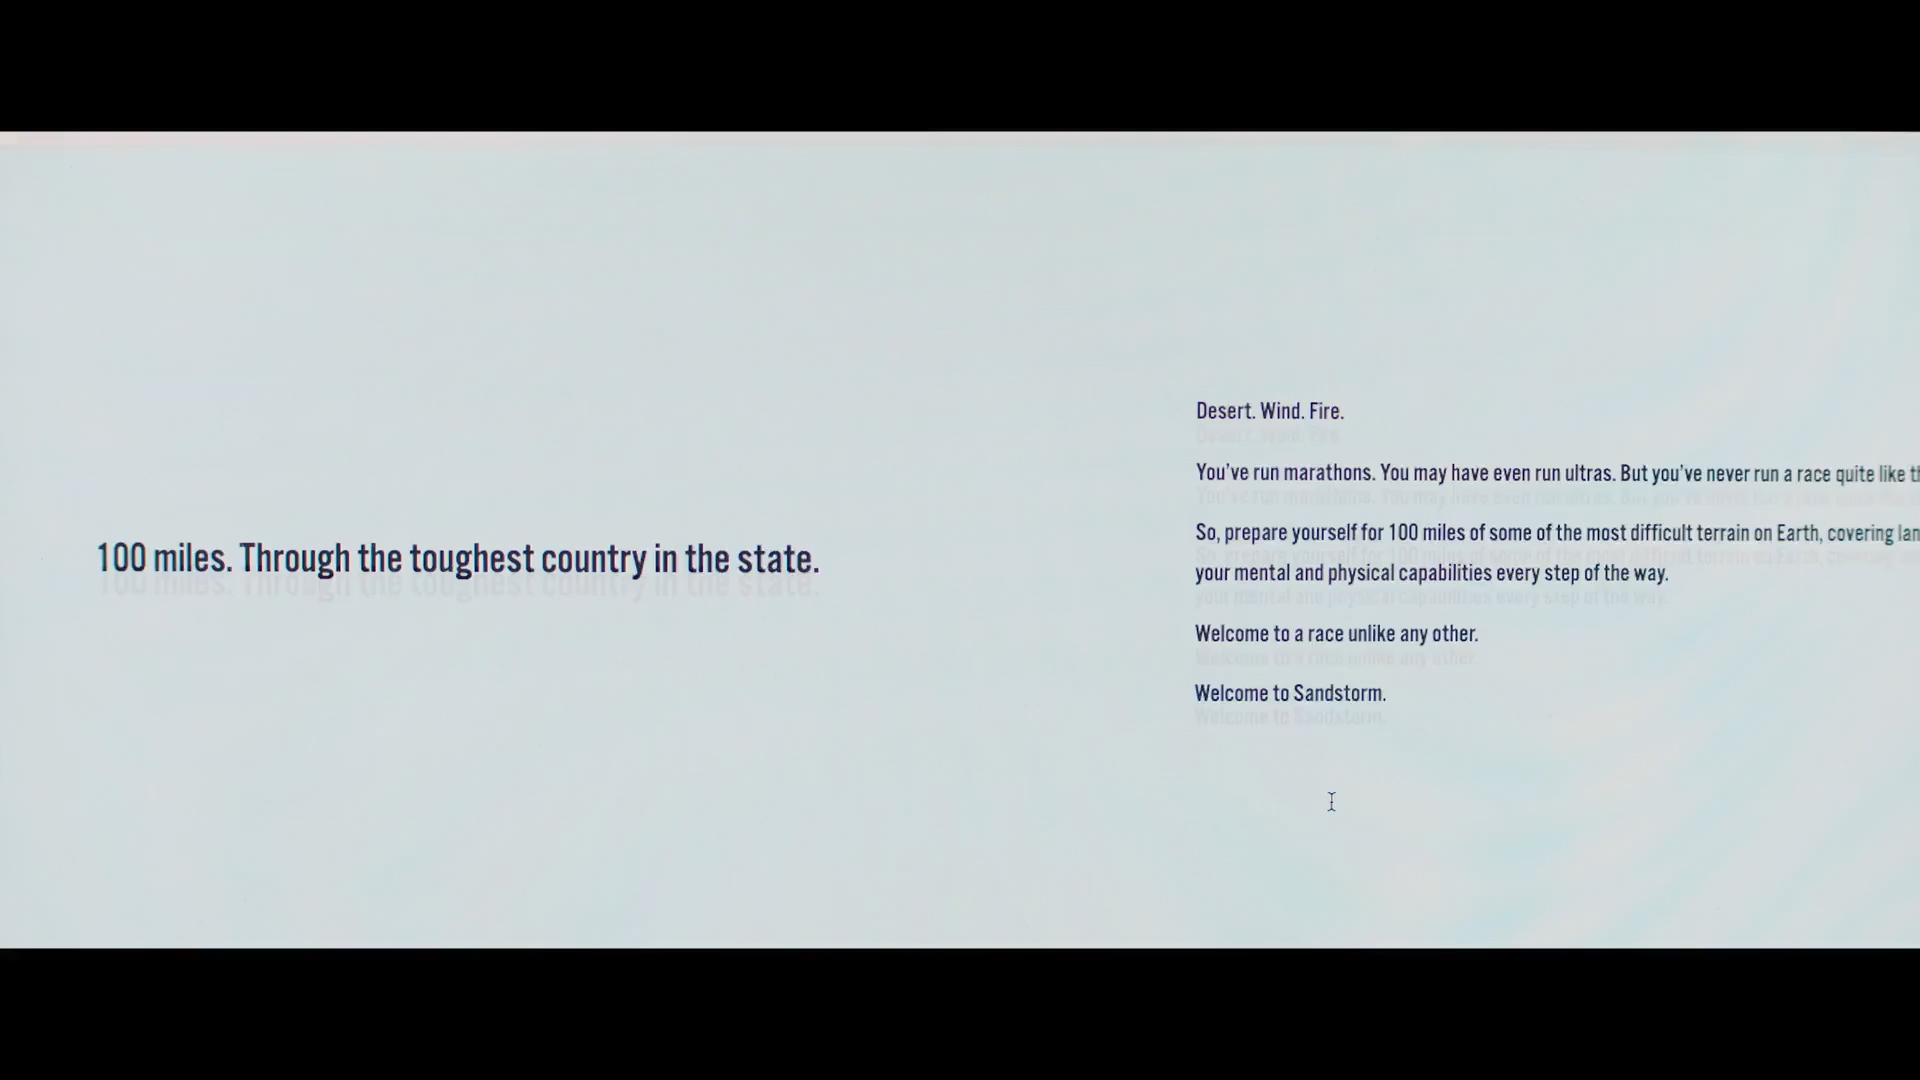 100 miles. Through the toughest country in the state.
Desert. Wind. Fire.
You've run marathons. You may have even run ultras. But you've never run a race quite like
So, prepare yourself for 100 miles of some of the most difficult terrain on Earth, covering
your mental and physical capabilities every step of the way.
Welcome to a race unlike any other.
Welcome to Sandstorm.